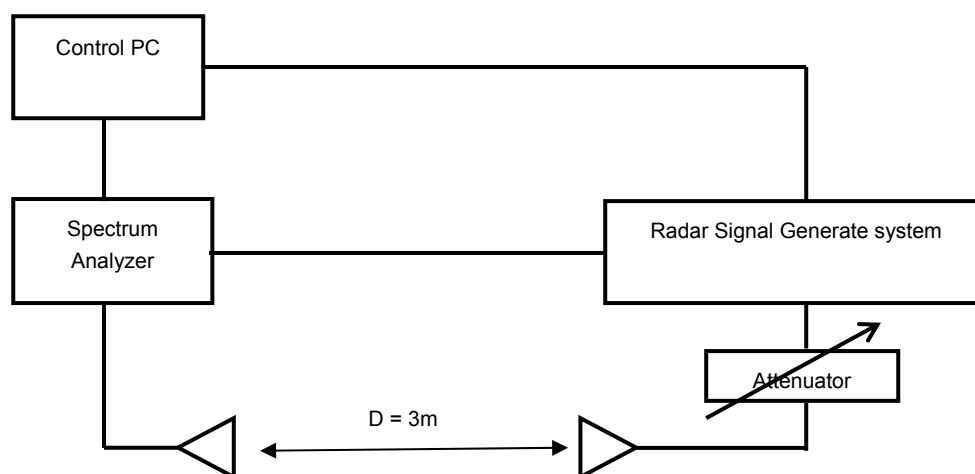 Control PC
Spectrum
Analyzer
Radar Signal Generate system
Attenuator
D = 3m